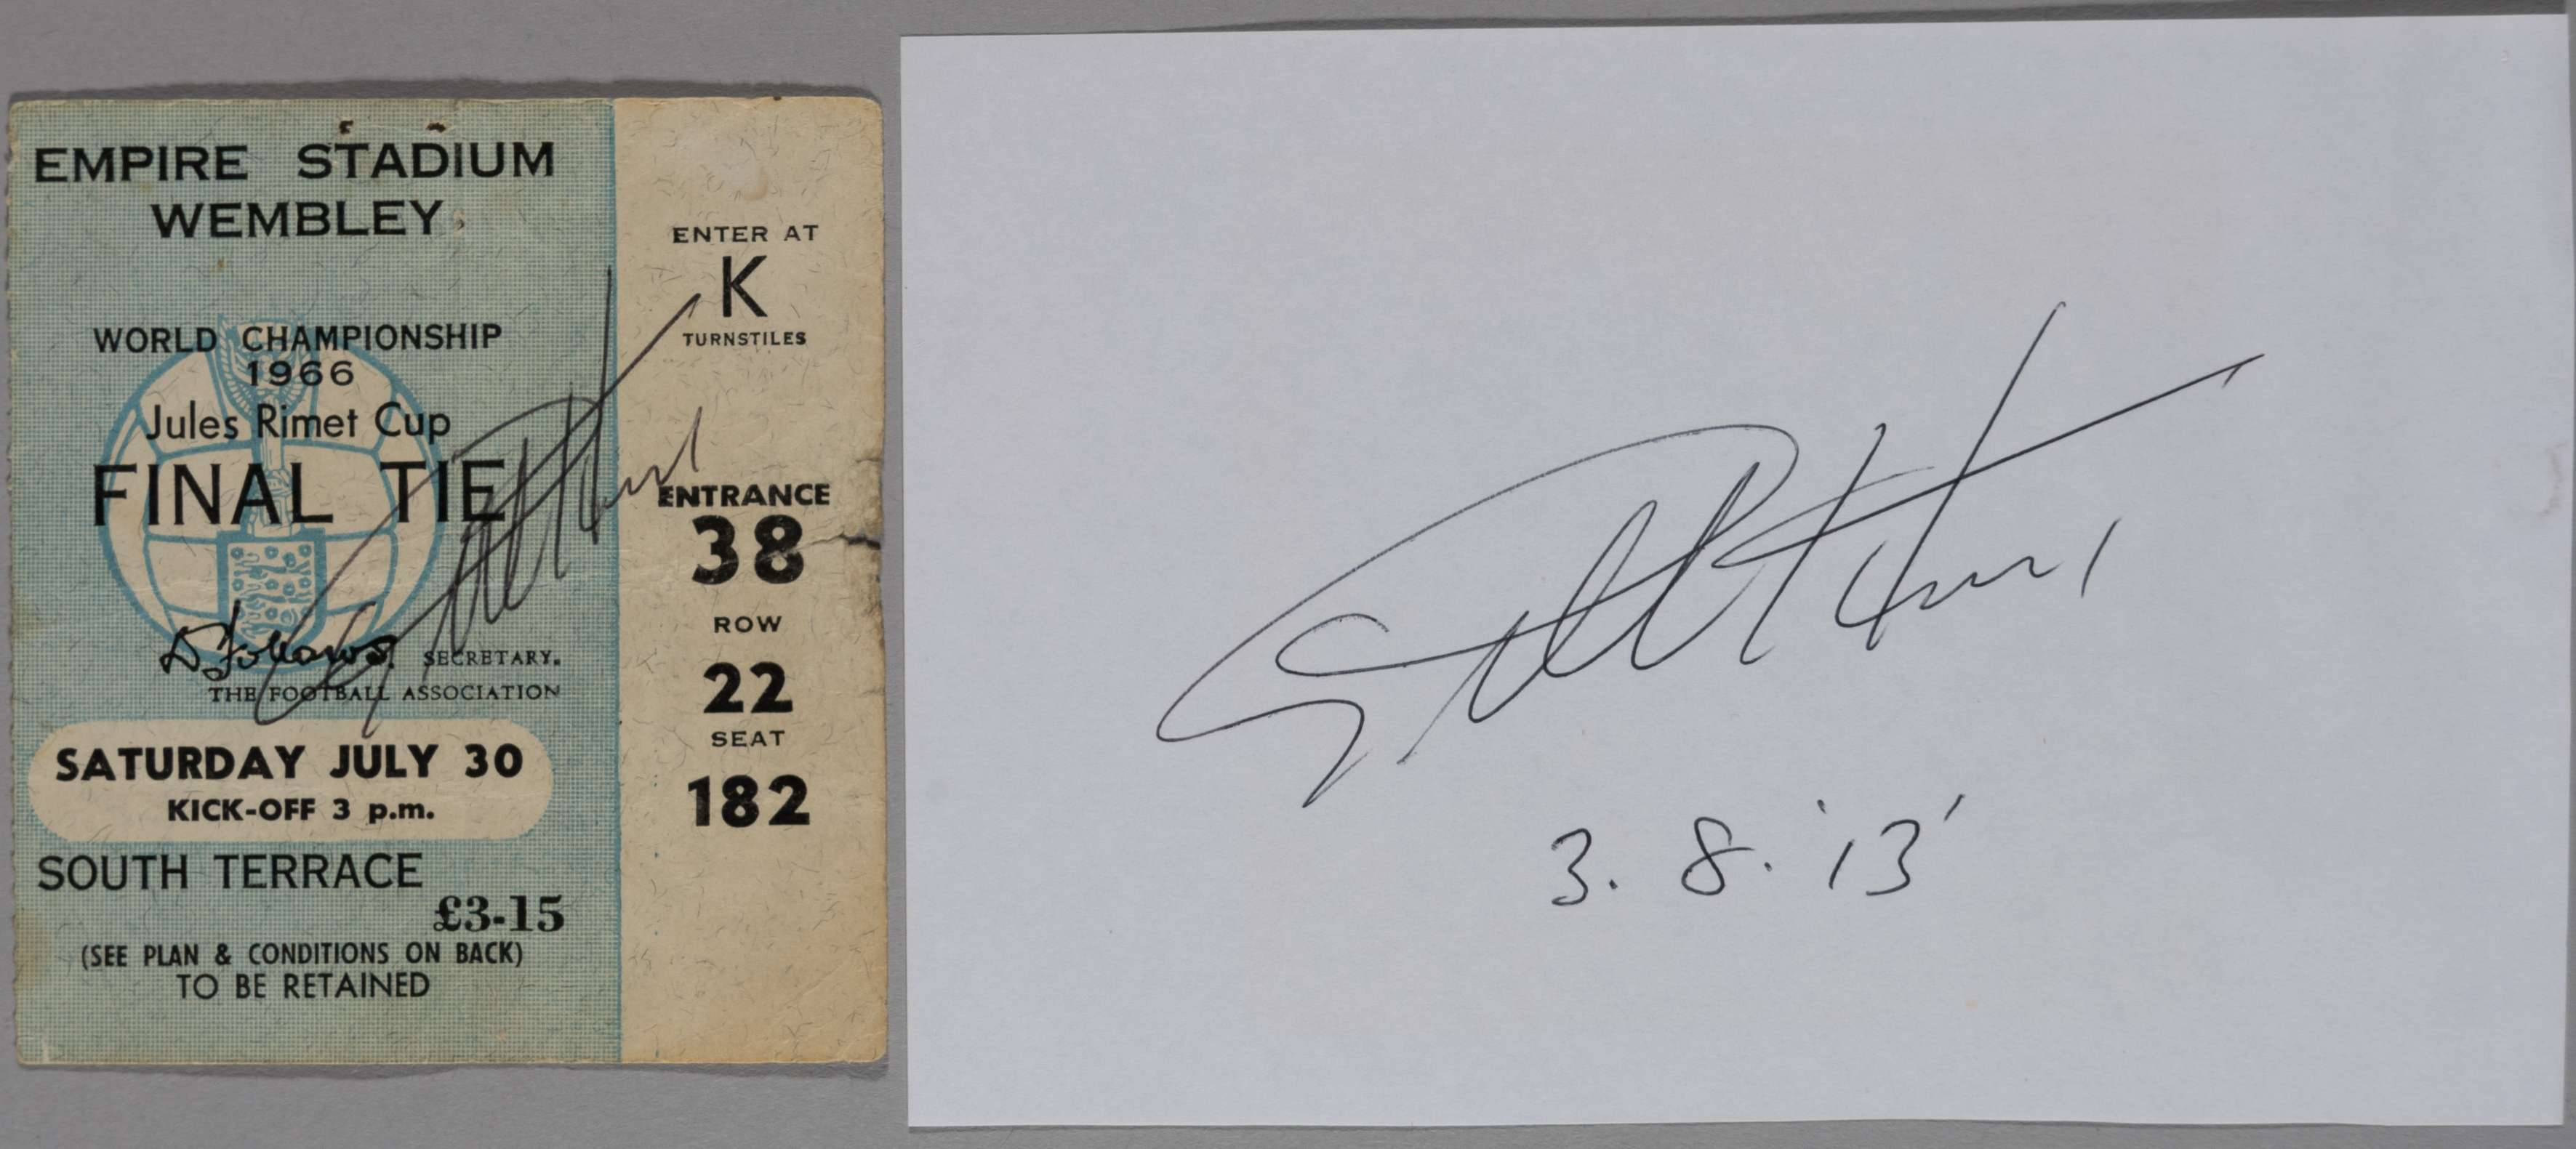 EMPIRE STADIUM
WEMBLEY
WORLD CHAMPIONSHIP
1966
Jules Rimet Cup
FINAL TIE
D. Follows. SECRETARY.
THE FOOTBALL ASSOCIATION
SATURDAY JULY 30
KICK-OFF 3 p.m.
SOUTH TERRACE
£3-15
(SEE PLAN & CONDITIONS ON BACK)
TO BE RETAINED
ENTER AT
K
TURNSTILES
ENTRANCE
38
ROW
22
SEAT
182
3. 8. '13'